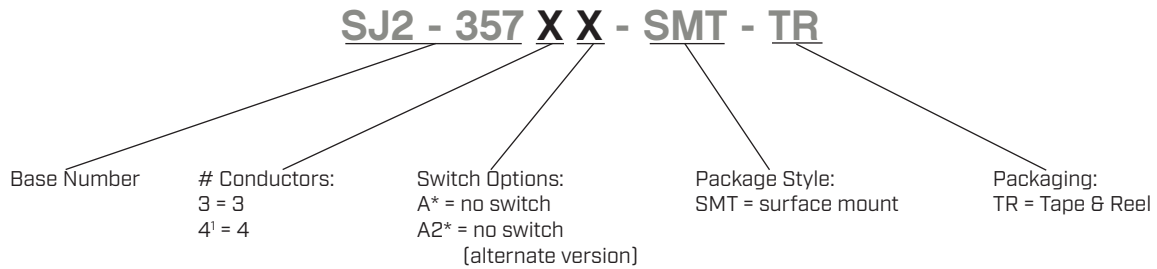 SJ2 - 357 X X - SMT - TR
Base Number
# Conductors:
3 = 3
4¹ = 4
Switch Options:
A* = no switch
A2* = no switch
(alternate version)
Package Style:
SMT = surface mount
Packaging:
TR = Tape & Reel